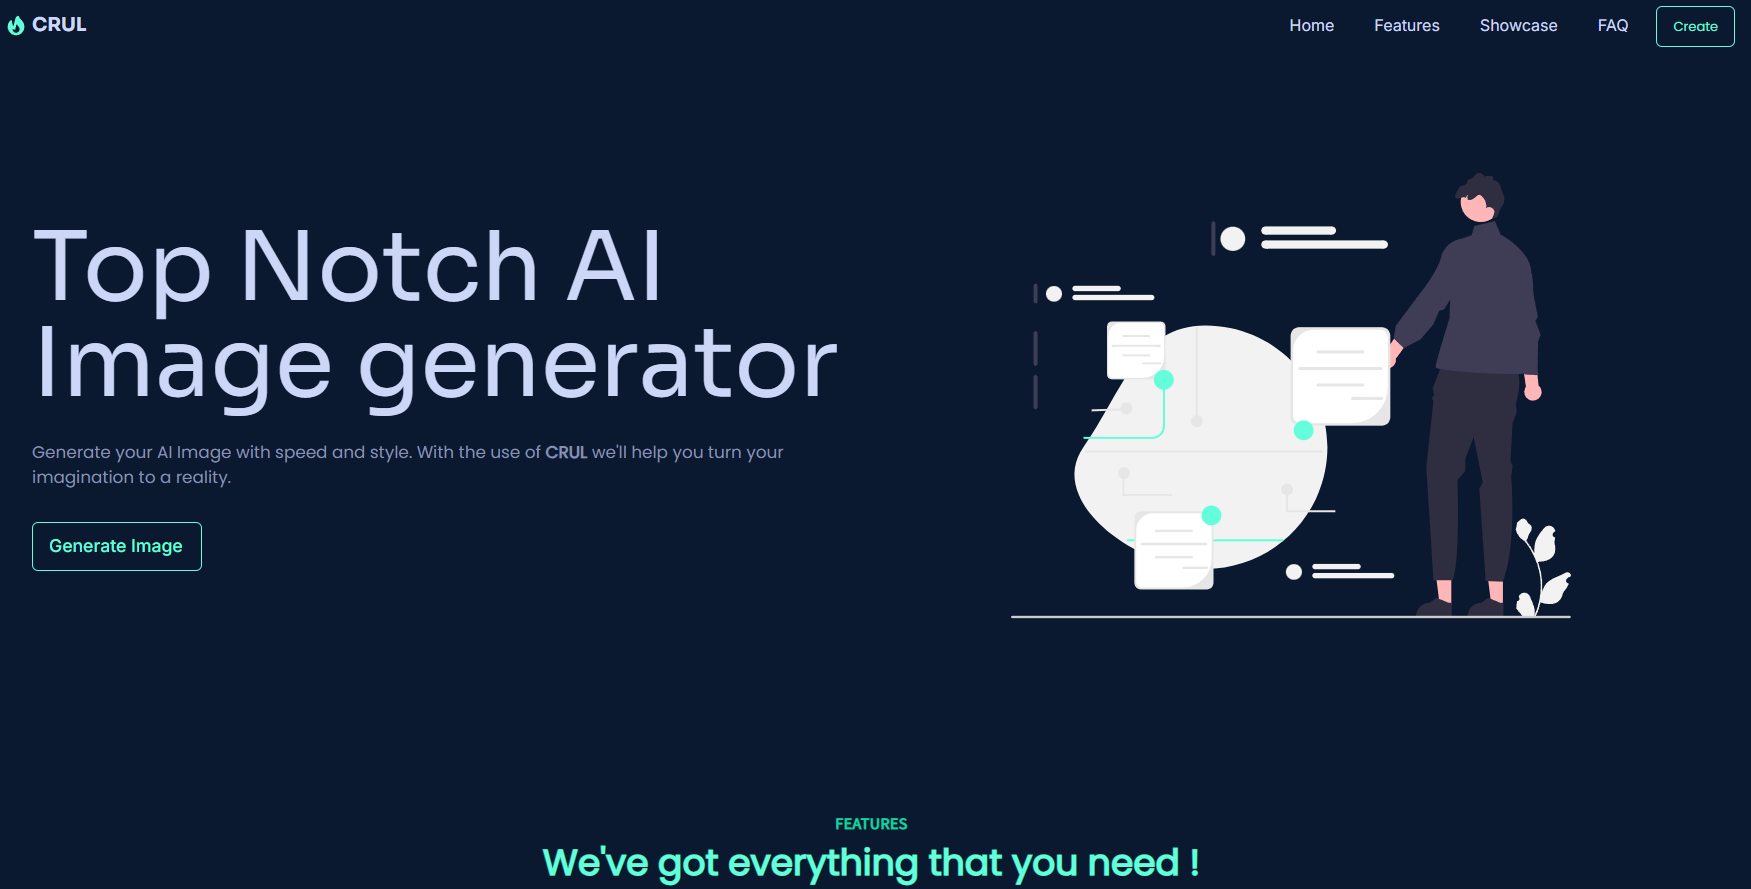 CRUL
Home
Features
Showcase
FAQ
Create
Top Notch AI
Image generator
Generate your AI Image with speed and style. With the use of CRUL we'll help you turn your
imagination to a reality.
Generate Image
FEATURES
We've got everything that you need !